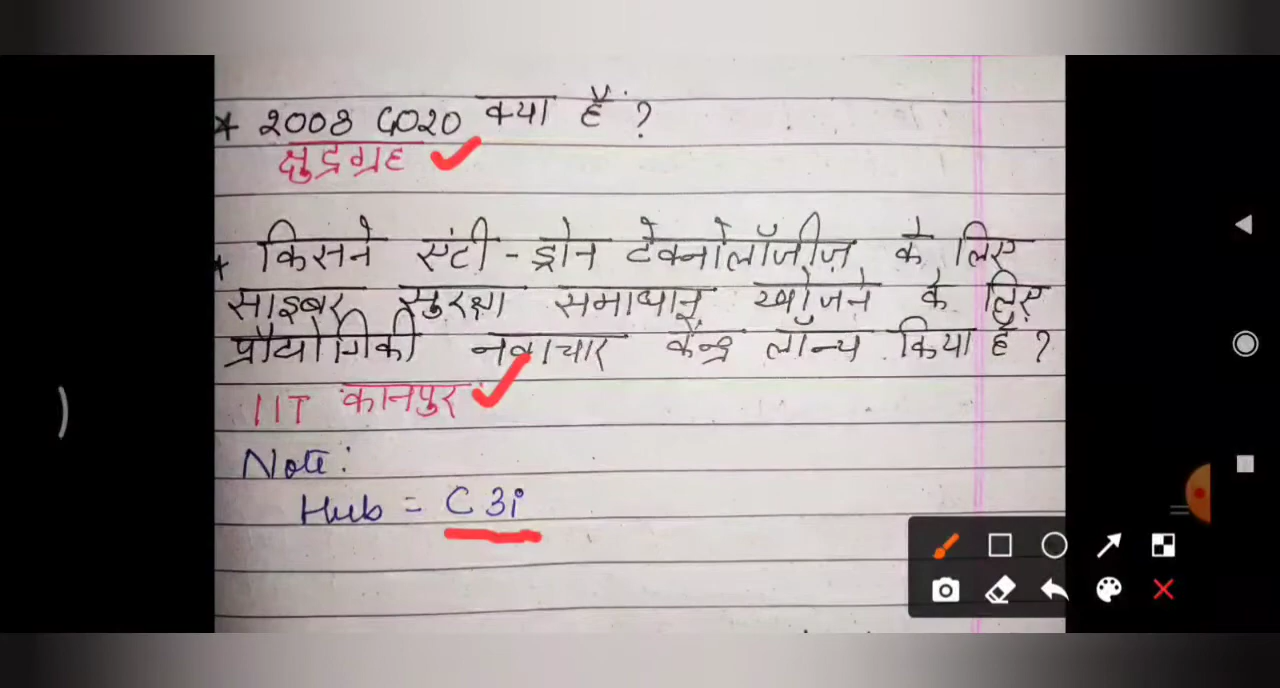 * 2008 GO20 क्या है ?
क्षुद्रग्रह
* किसने एंटी - ड्रोन टेक्नोलॉजीज़ के लिए
साइबर सुरक्षा समाधान खोजने के लिए
प्रौद्योगिकी नवाचार केन्द्र लॉन्च किया है ?
IIT कानपुर
Note:
Hub = C3i